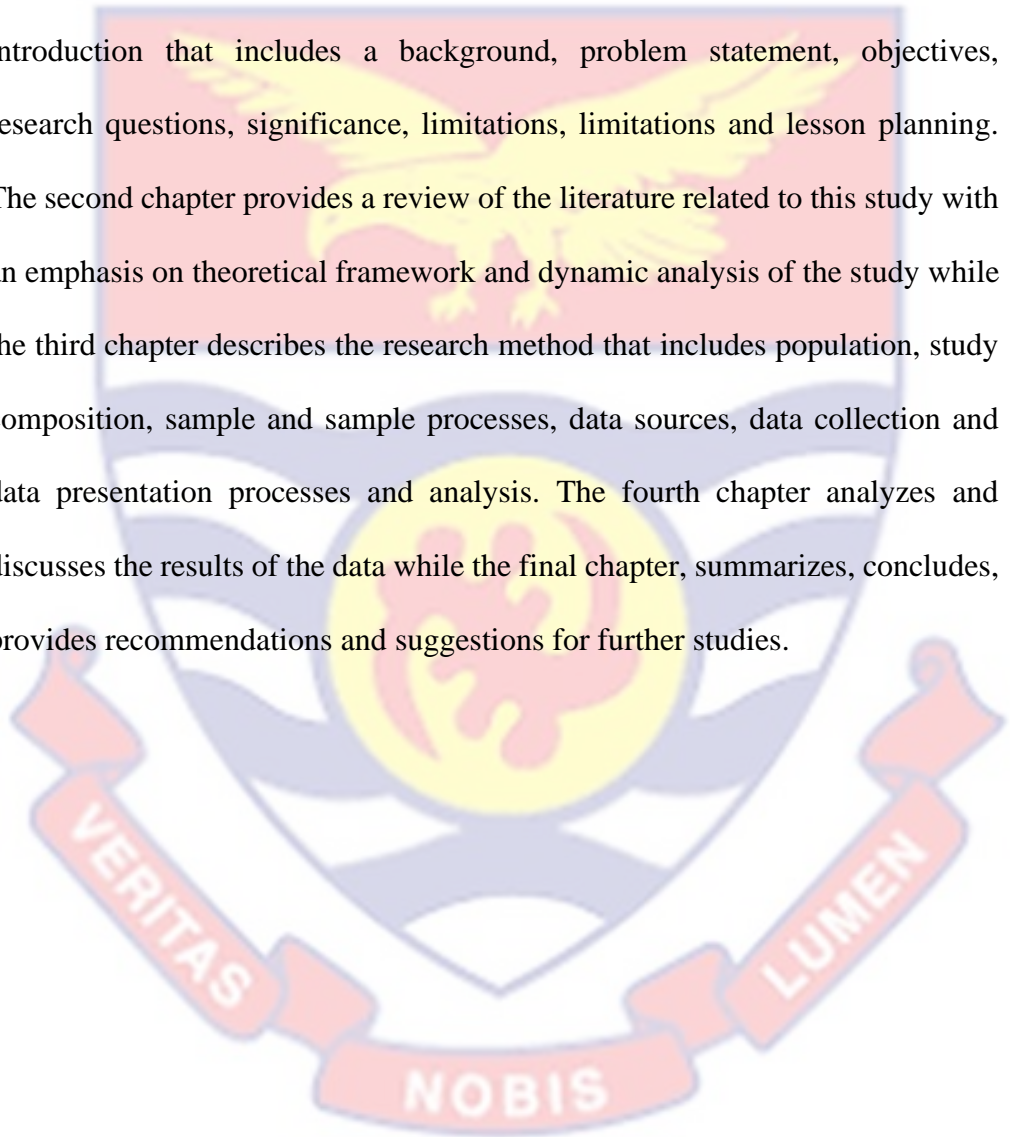 introduction that includes a background, problem statement, objectives,
research questions, significance, limitations, limitations and lesson planning.
The second chapter provides a review of the literature related to this study with
an emphasis on theoretical framework and dynamic analysis of the study while
the third chapter describes the research method that includes population, study
composition, sample and sample processes, data sources, data collection and
data presentation processes and analysis. The fourth chapter analyzes and
discusses the results of the data while the final chapter, summarizes, concludes,
provides recommendations and suggestions for further studies.
VERITAS
NOBIS
LUMEN